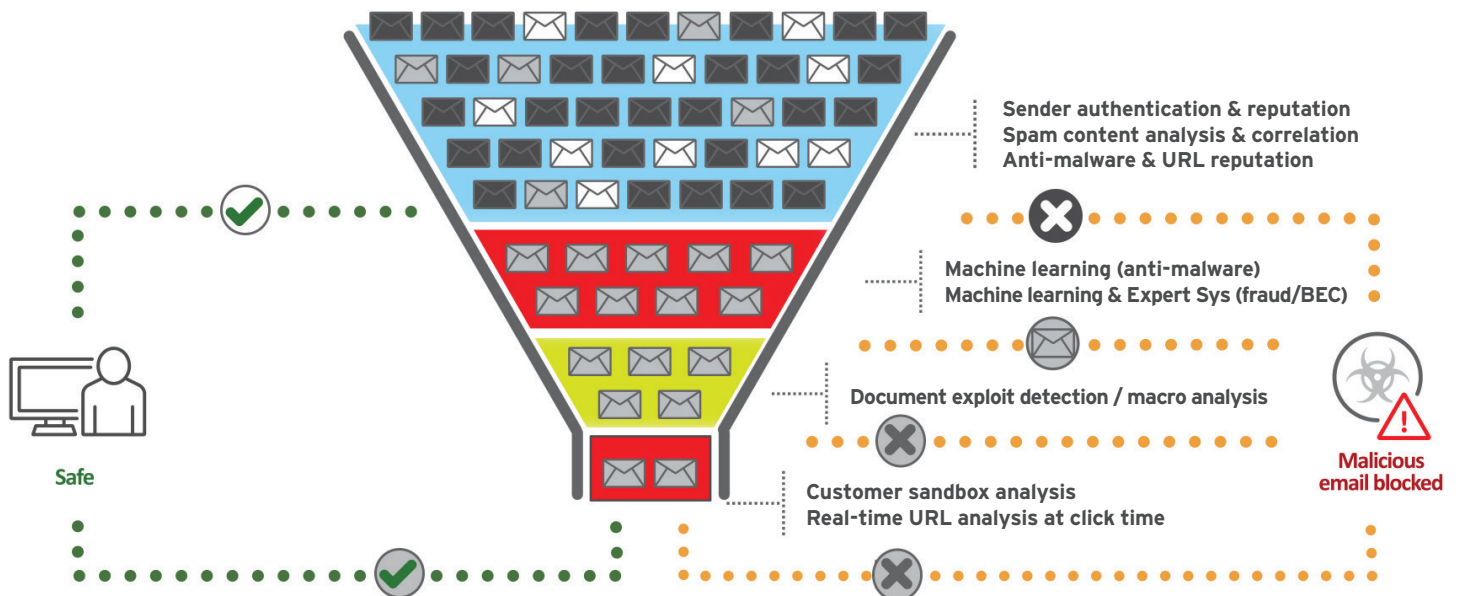 Sender authentication & reputation
Spam content analysis & correlation
Anti-malware & URL reputation
Machine learning (anti-malware)
Machine learning & Expert Sys (fraud/BEC)
Document exploit detection / macro analysis
Safe
Malicious
email blocked
Customer sandbox analysis
Real-time URL analysis at click time